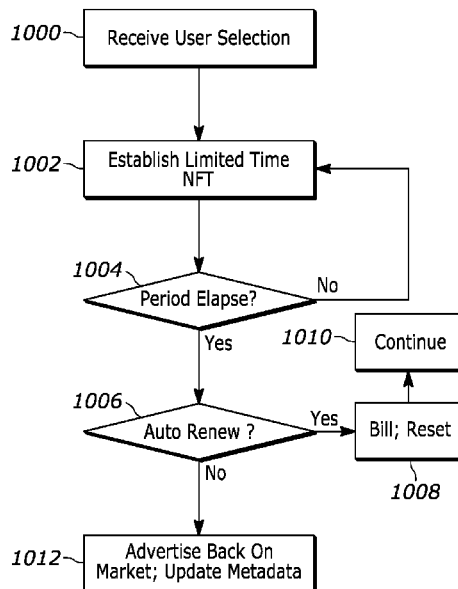 1000
Receive User Selection
1002
Establish Limited Time
NFT
1004
Period Elapse?
No
Yes
1010
Continue
1006
Auto Renew ?
Yes
Bill; Reset
1008
No
1012
Advertise Back On
Market; Update Metadata